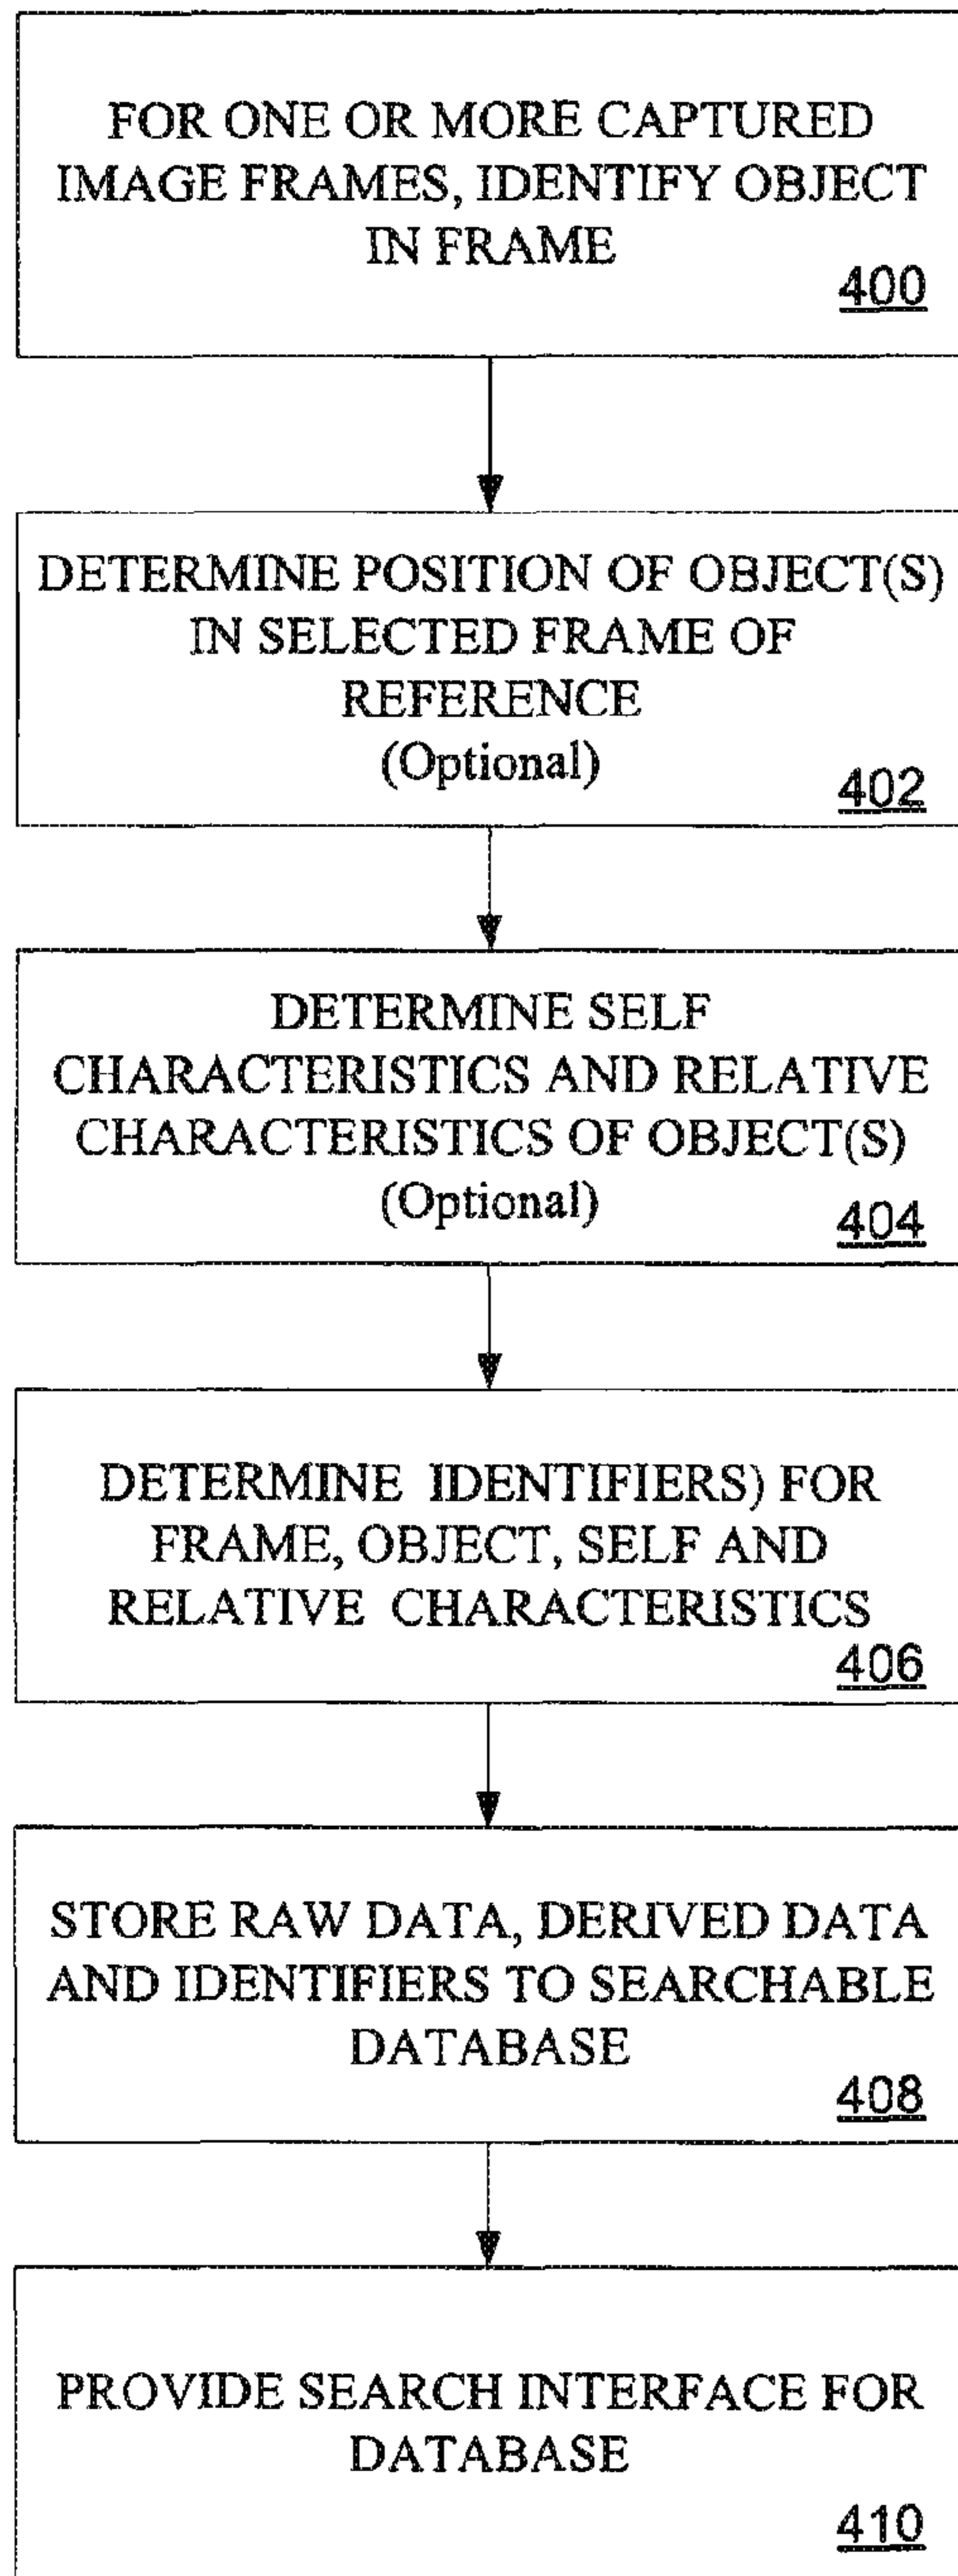 FOR ONE OR MORE CAPTURED
IMAGE FRAMES, IDENTIFY OBJECT
IN FRAME
400
DETERMINE POSITION OF OBJECT(S)
IN SELECTED FRAME OF
REFERENCE
(Optional)
402
DETERMINE SELF
CHARACTERISTICS AND RELATIVE
CHARACTERISTICS OF OBJECT(S)
(Optional)
404
DETERMINE IDENTIFIERS) FOR
FRAME, OBJECT, SELF AND
RELATIVE CHARACTERISTICS
406
STORE RAW DATA, DERIVED DATA
AND IDENTIFIERS TO SEARCHABLE
DATABASE
408
PROVIDE SEARCH INTERFACE FOR
DATABASE
410